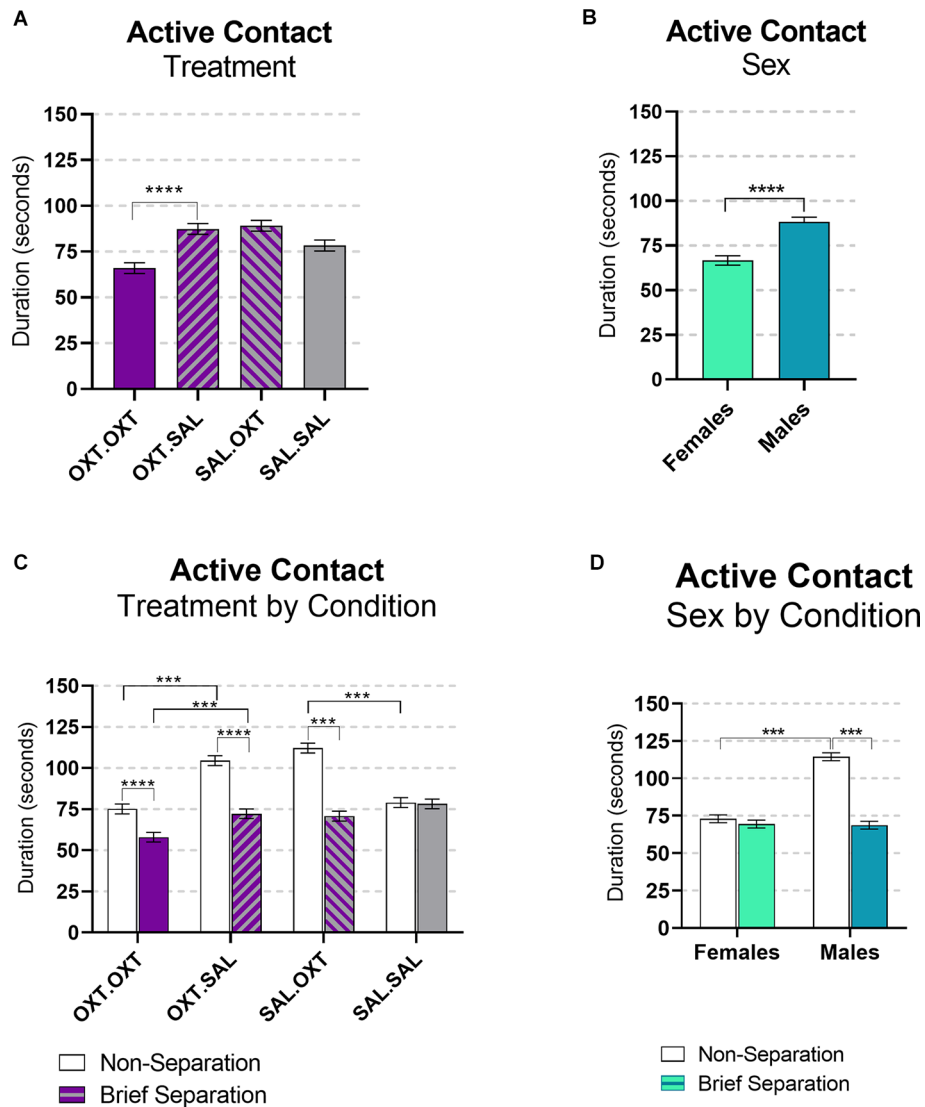 A
Active Contact
Treatment
Duration (seconds)
150
125
100
75
50
25
0
****
OXT.OXT
OXT.SAL
SAL.OXT
SAL.SAL
B
Active Contact
Sex
Duration (seconds)
150
125
100
75
50
25
0
****
Females
Males
C
Active Contact
Treatment by Condition
Duration (seconds)
150
125
100
75
50
25
0
***
***
***
****
***
****
OXT.OXT
OXT.SAL
SAL.OXT
SAL.SAL
Non-Separation
Brief Separation
D
Active Contact
Sex by Condition
Duration (seconds)
150
125
100
75
50
25
0
***
***
Females
Males
Non-Separation
Brief Separation